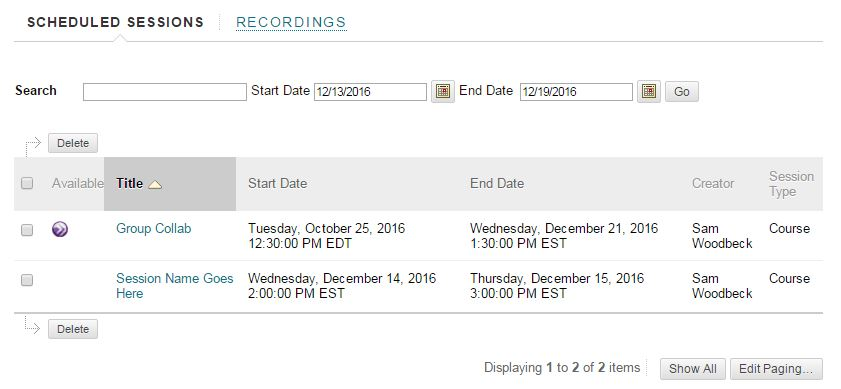 SCHEDULED SESSIONS RECORDINGS
Search Start Date 12/13/2016 End Date 12/19/2016 Go
Delete
Available Title Start Date End Date Creator Session Type
Group Collab Tuesday, October 25, 2016 12:30:00 PM EDT Wednesday, December 21, 2016 1:30:00 PM EST Sam Woodbeck Course
Session Name Goes Here Wednesday, December 14, 2016 2:00:00 PM EST Thursday, December 15, 2016 3:00:00 PM EST Sam Woodbeck Course
Delete
Displaying 1 to 2 of 2 items Show All Edit Paging...